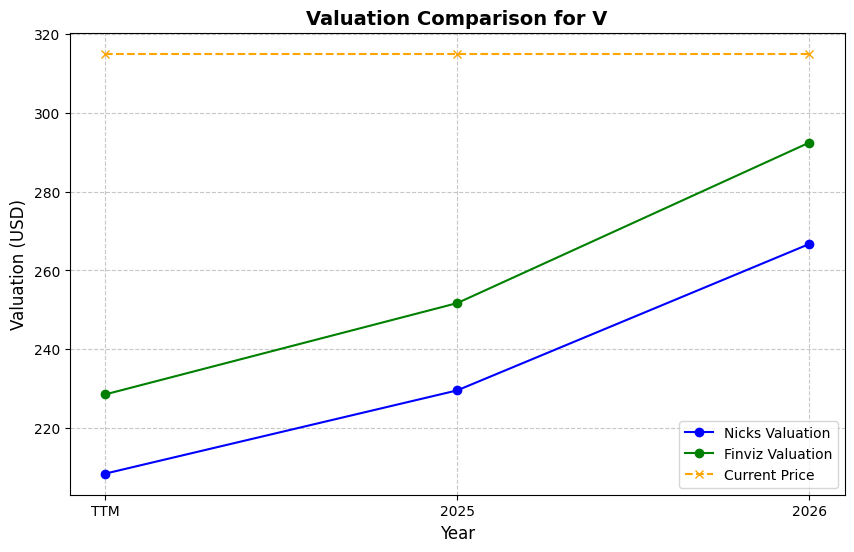 Valuation Comparison for V
Valuation (USD)
320
300
280
260
240
220
TTM
2025
2026
Year
Nicks Valuation
Finviz Valuation
Current Price